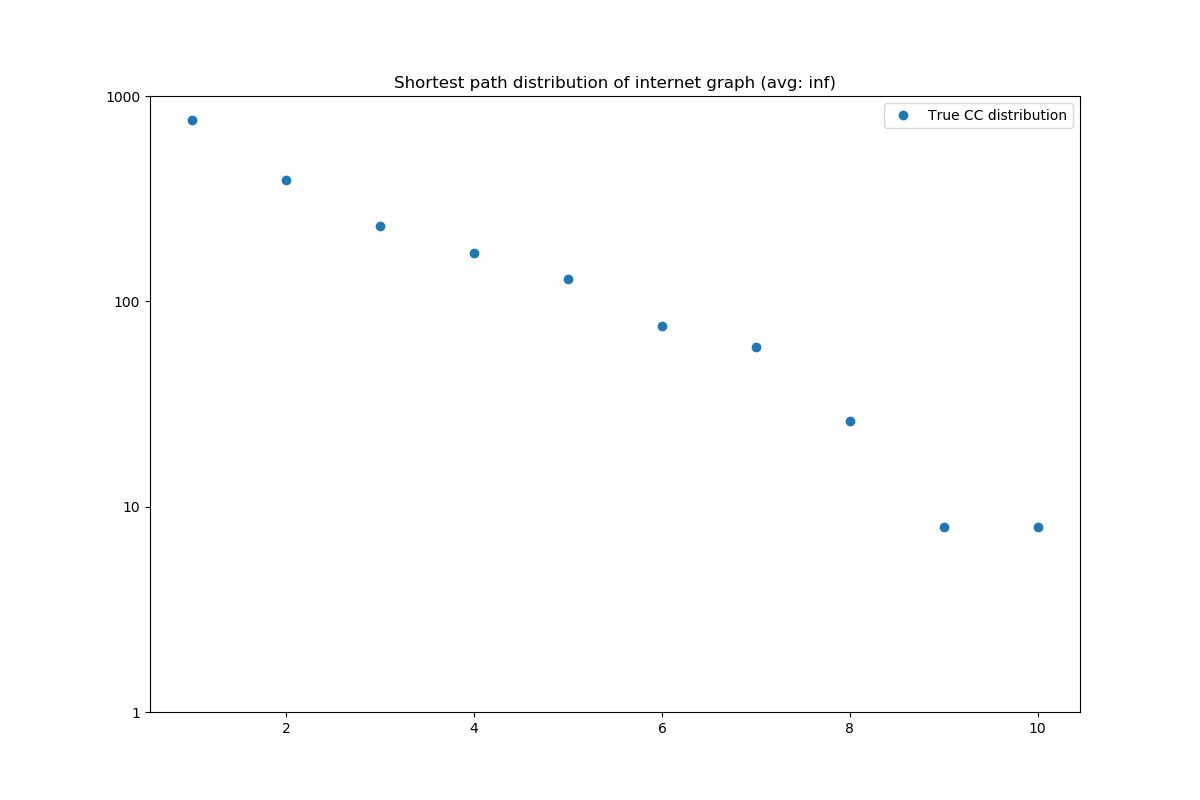 Shortest path distribution of internet graph (avg: inf)
True CC distribution
1000
100
10
1
2 4 6 8 10